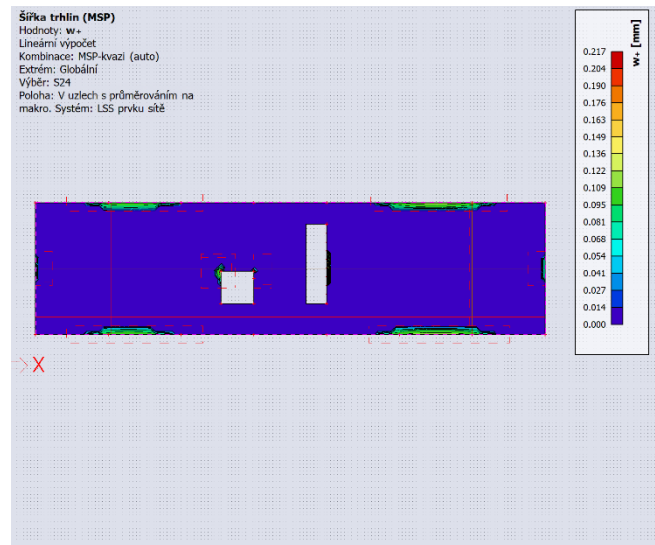 Šířka trhlin (MSP)
Hodnoty: w+
Lineární výpočet
Kombinace: MSP-kvazi (auto)
Extrém: Globální
Výběr: S24
Poloha: V uzlech s průměrováním na
makro. Systém: LSS prvku sítě
w+ [mm]
0.217
0.204
0.190
0.176
0.163
0.149
0.136
0.122
0.109
0.095
0.081
0.068
0.054
0.041
0.027
0.014
0.000
X